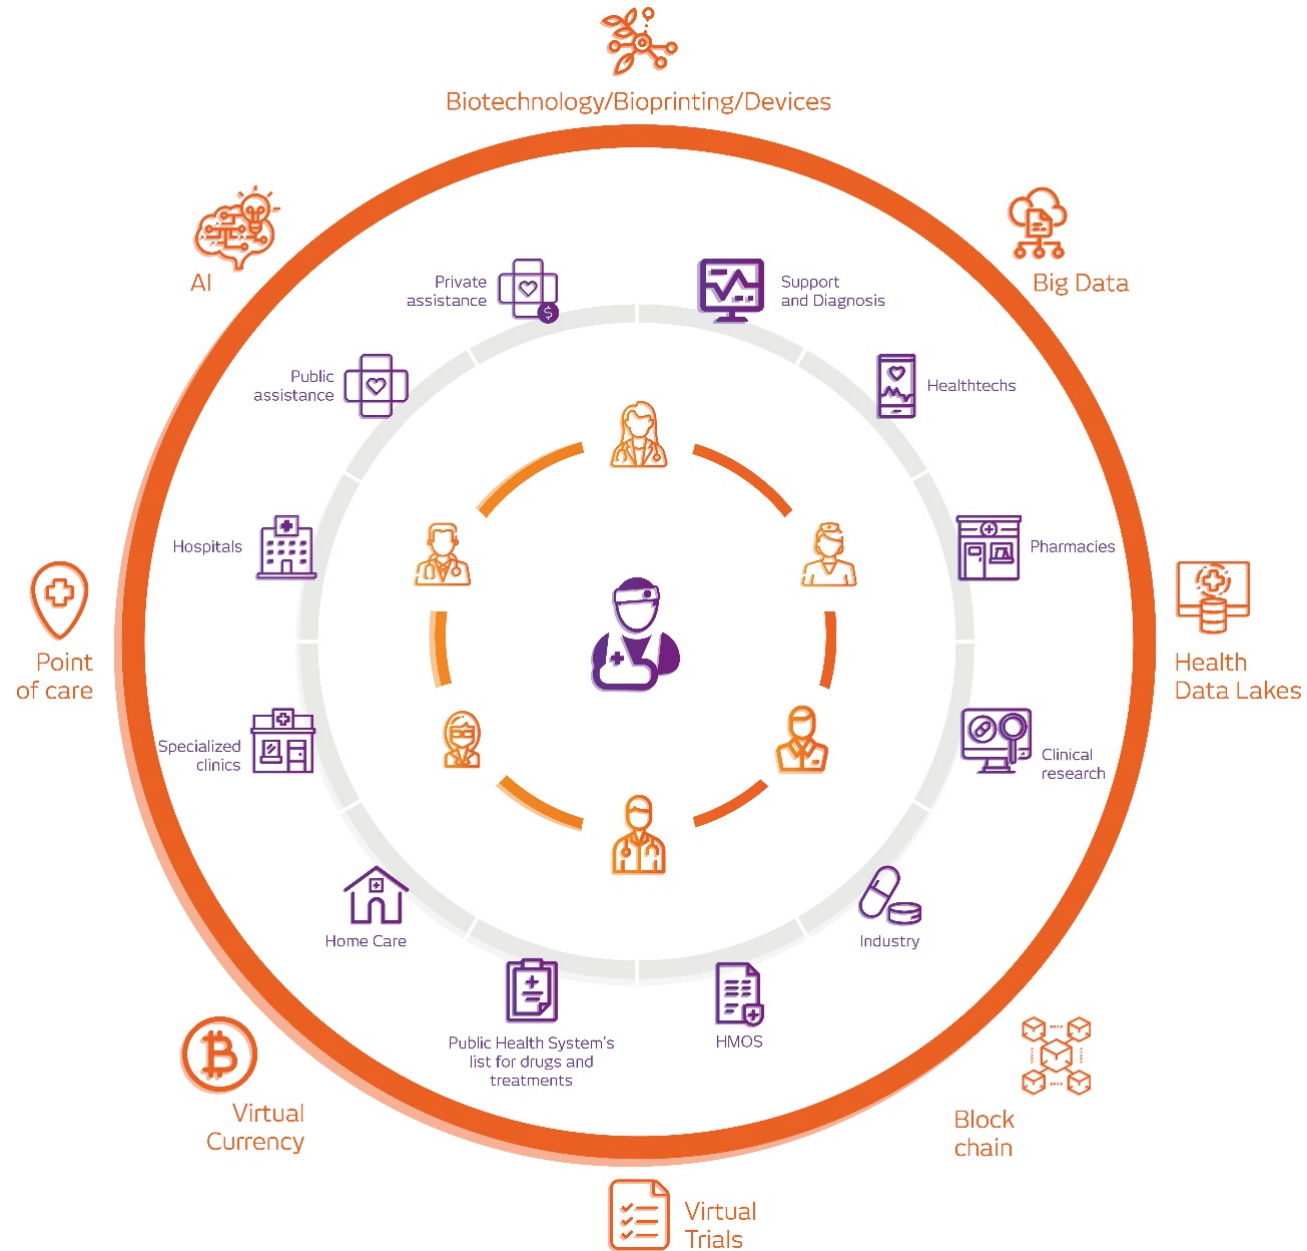 Biotechnology/Bioprinting/Devices
AI
Big Data
Private
assistance
Support
and Diagnosis
Public
assistance
Healthtechs
Hospitals
Pharmacies
Point
of care
Health
Data Lakes
Specialized
clinics
Clinical
research
Home Care
Industry
Public Health System's
list for drugs and
treatments
HMOS
Virtual
Currency
Block
chain
Virtual
Trials